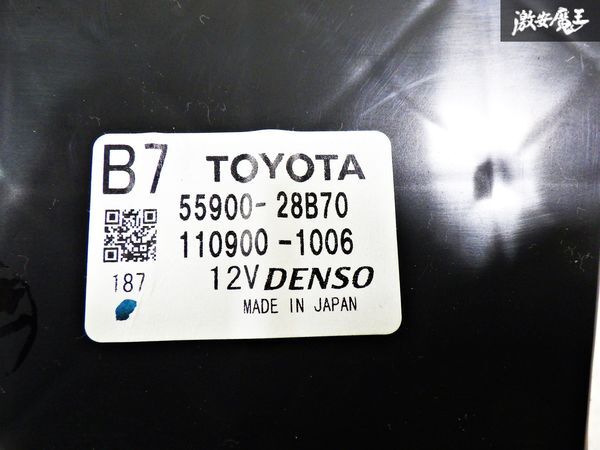 激安魔王
B7 TOYOTA
55900-28B70
110900-1006
187 12V DENSO
MADE IN JAPAN